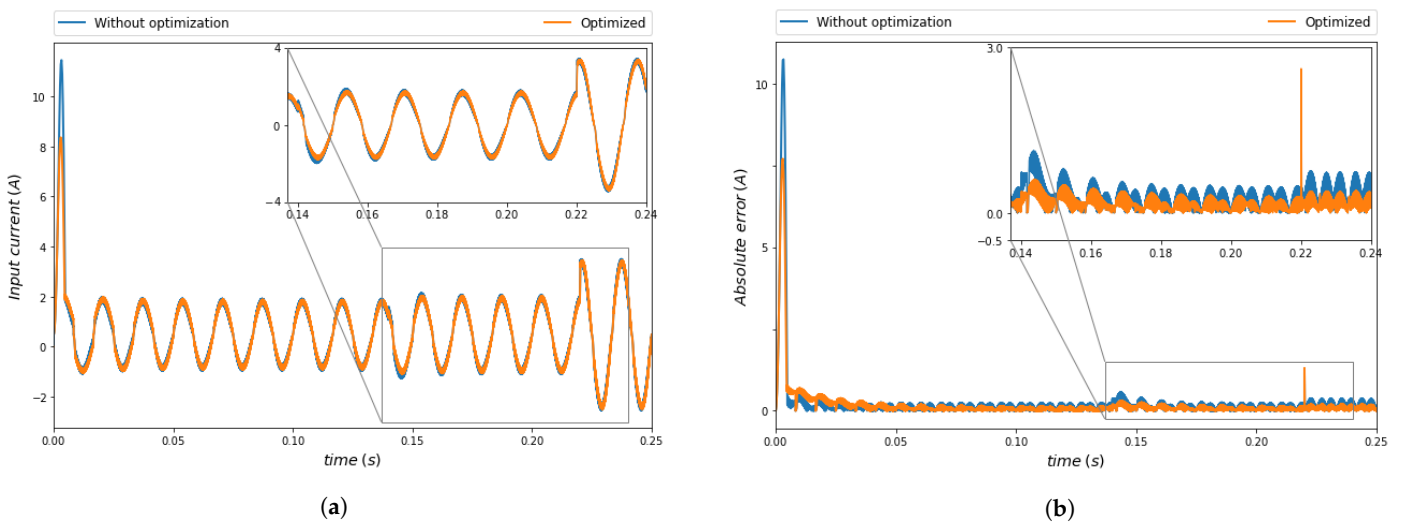 (a)
Without optimization Optimized
Input current (A)
10
8
6
4
2
0
−2
0.00 0.05 0.10 0.15 0.20 0.25
time (s)
4
0
−4
0.14 0.16 0.18 0.20 0.22 0.24
(b)
Without optimization Optimized
Absolute error (A)
10
5
0
0.00 0.05 0.10 0.15 0.20 0.25
time (s)
3.0
0.0
−0.5
0.14 0.16 0.18 0.20 0.22 0.24
(a)
(b)